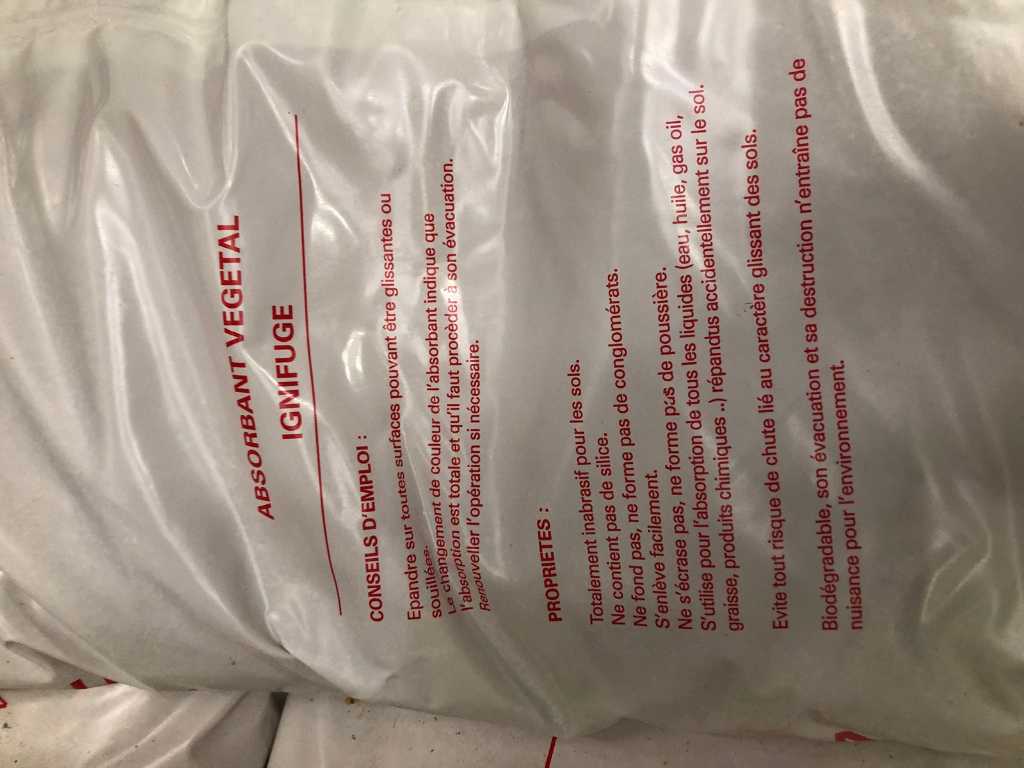 ABSORBANT VEGETAL
IGNIFUGE
CONSEILS D'EMPLOI :
Epandre sur toutes surfaces pouvant être glissantes ou
souillées.
Le changement de couleur de l'absorbant indique que
l'absorption est totale et qu'il faut procèder à son évacuation.
Renouveller l'opération si nécessaire.
PROPRIETES :
Totalement inabrasif pour les sols.
Ne contient pas de silice.
Ne fond pas, ne forme pas de conglomérats.
S'enlève facilement.
Ne s'écrase pas, ne forme pas de poussière.
S'utilise pour l'absorption de tous les liquides (eau, huile, gas oil,
graisse, produits chimiques ..) répandus accidentellement sur le sol.
Evite tout risque de chute lié au caractère glissant des sols.
Biodégradable, son évacuation et sa destruction n'entraîne pas de
nuisance pour l'environnement.